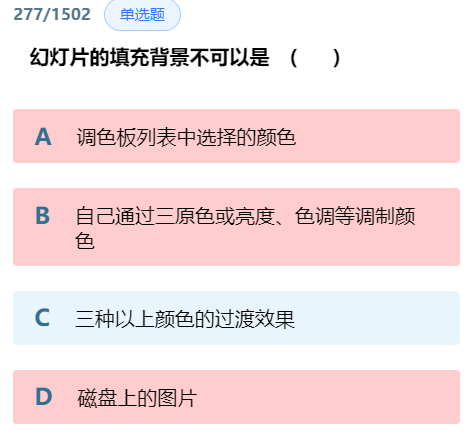 277/1502 单选题
幻灯片的填充背景不可以是 （ ）
A 调色板列表中选择的颜色
B 自己通过三原色或亮度、色调等调制颜
色
C 三种以上颜色的过渡效果
D 磁盘上的图片